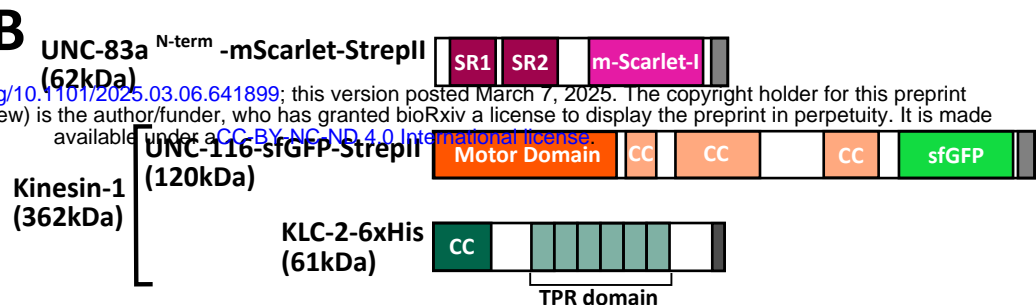 B
UNC-83a N-term -mScarlet-StrepII
(62kDa)
SR1 SR2 m-Scarlet-I
g/10.1101/2025.03.06.641899; this version posted March 7, 2025. The copyright holder for this preprint
ew) is the author/funder, who has granted bioRxiv a license to display the preprint in perpetuity. It is made
available under aCC-BY-NC-ND 4.0 International license.
UNC-116-sfGFP-StrepII
(120kDa)
Motor Domain CC CC CC sfGFP
Kinesin-1
(362kDa)
KLC-2-6xHis
(61kDa)
CC
TPR domain